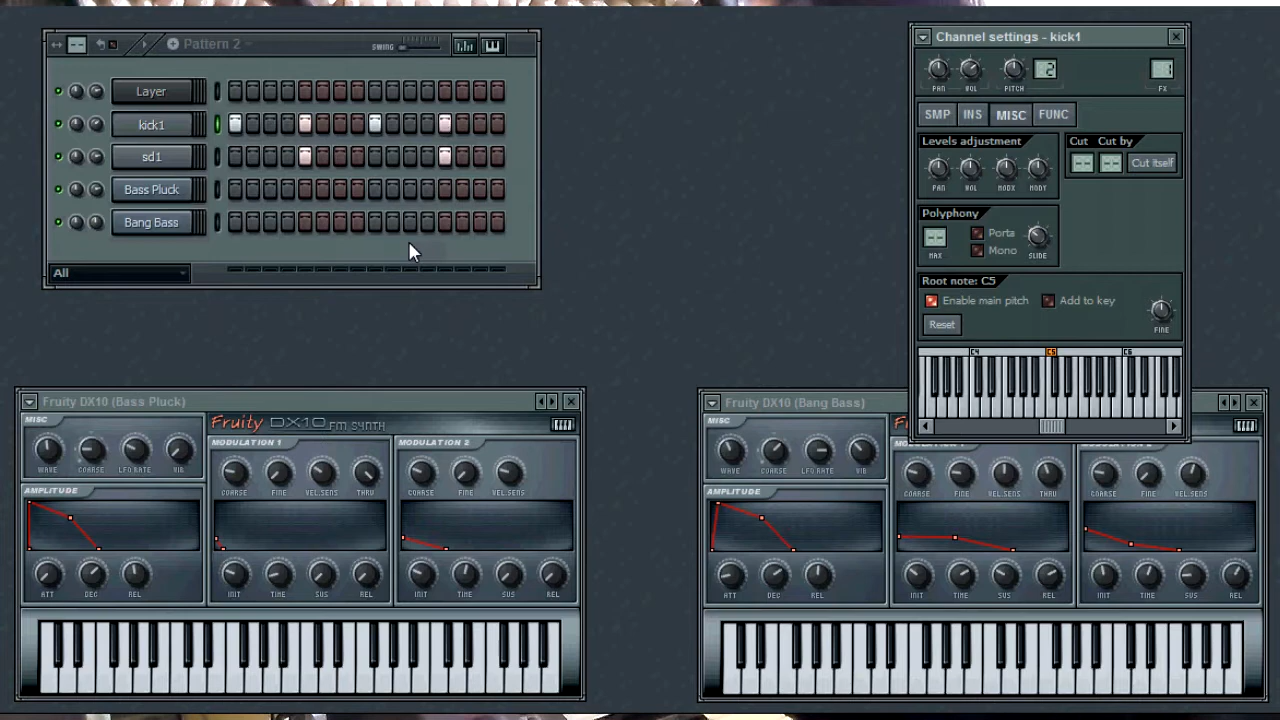 Pattern 2
SWING
Layer
kick1
sd1
Bass Pluck
Bang Bass
All
Channel settings - kick1
PAN VOL PITCH 2 1 FX
SMP INS MISC FUNC
Levels adjustment
PAN VOL MODX MODY
Cut Cut by
Cut itself
Polyphony
MAX
Porta
Mono
SLIDE
Root note: C5
Enable main pitch Add to key
Reset
FINE
C4 C5 C6
Fruity DX10 (Bass Pluck)
MISC
WAVE COARSE LFO RATE VIB
Fruity DX10 FM SYNTH
MODULATION 1
COARSE FINE VEL.SENS THRU
MODULATION 2
COARSE FINE VEL.SENS
AMPLITUDE
ATT DEC REL
INIT TIME SUS REL
INIT TIME SUS REL
Fruity DX10 (Bang Bass)
MISC
WAVE COARSE LFO RATE VIB
COARSE FINE VEL.SENS THRU
COARSE FINE VEL.SENS
AMPLITUDE
ATT DEC REL
INIT TIME SUS REL
INIT TIME SUS REL